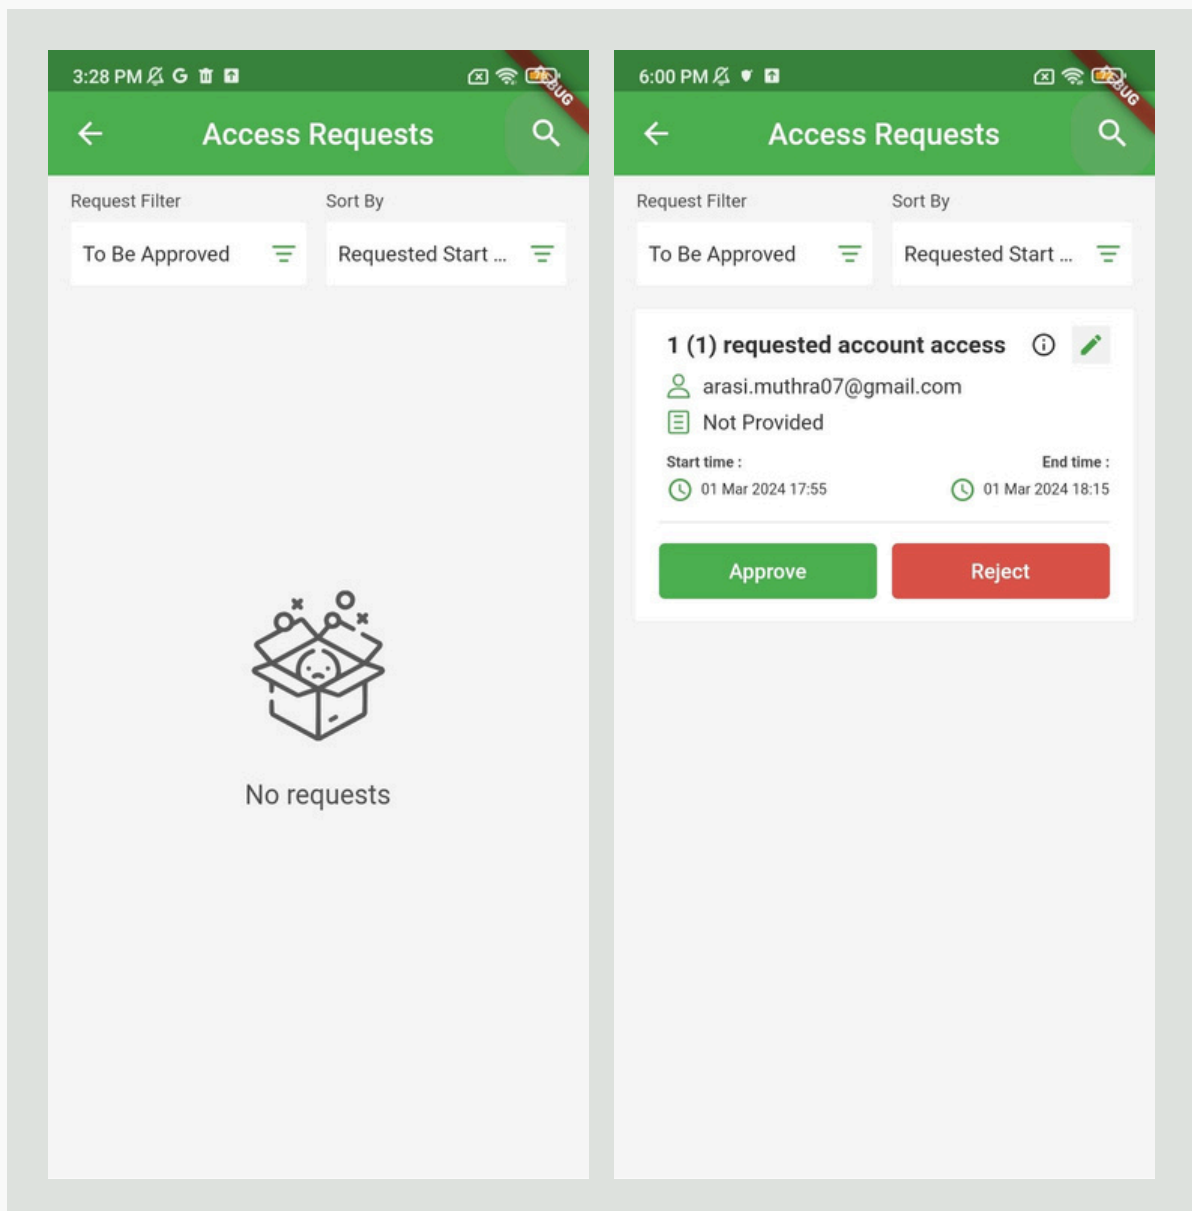 3:28 PM
BUG
Access Requests
Request Filter
Sort By
To Be Approved
Requested Start ...
No requests
6:00 PM
BUG
Access Requests
Request Filter
Sort By
To Be Approved
Requested Start ...
1 (1) requested account access
arasi.muthra07@gmail.com
Not Provided
Start time :
End time :
01 Mar 2024 17:55
01 Mar 2024 18:15
Approve
Reject